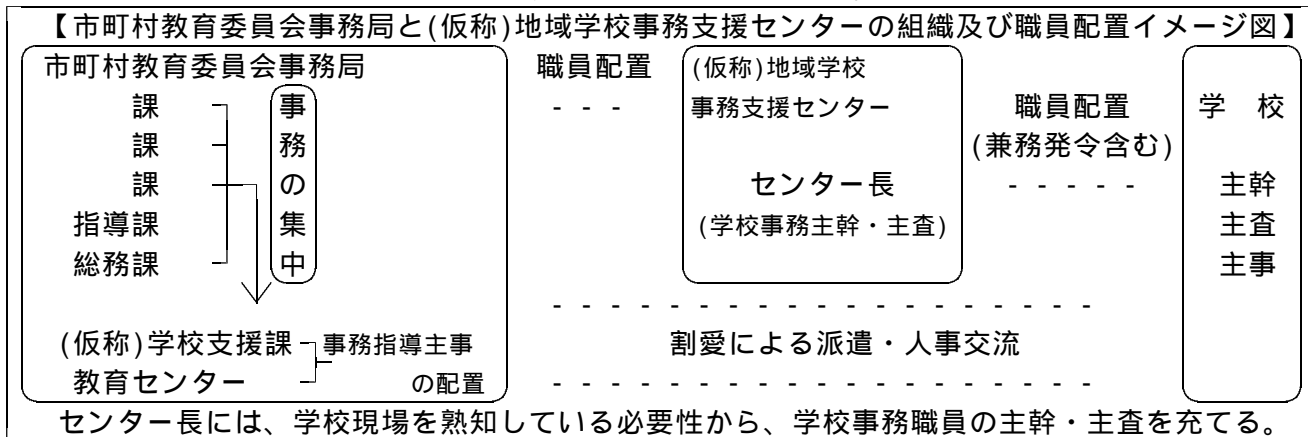 【市町村教育委員会事務局と(仮称)地域学校事務支援センターの組織及び職員配置イメージ図】
市町村教育委員会事務局 職員配置 (仮称)地域学校
課 事 - - - 事務支援センター 職員配置 学 校
課 務 (兼務発令含む)
課 の センター長 - - - - - 主幹
指導課 集 (学校事務主幹・主査) 主査
総務課 中 主事
- - - - - - - - - - - - - - - - - - -
(仮称)学校支援課 事務指導主事 割愛による派遣・人事交流
教育センター の配置 - - - - - - - - - - - - - - - - - - -
センター長には、学校現場を熟知している必要性から、学校事務職員の主幹・主査を充てる。